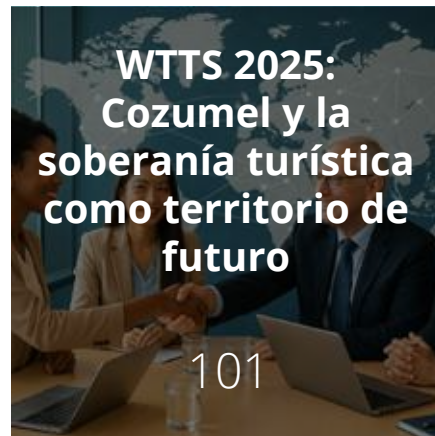 WTTS 2025:
Cozumel y la
soberanía turística
como territorio de
futuro
101